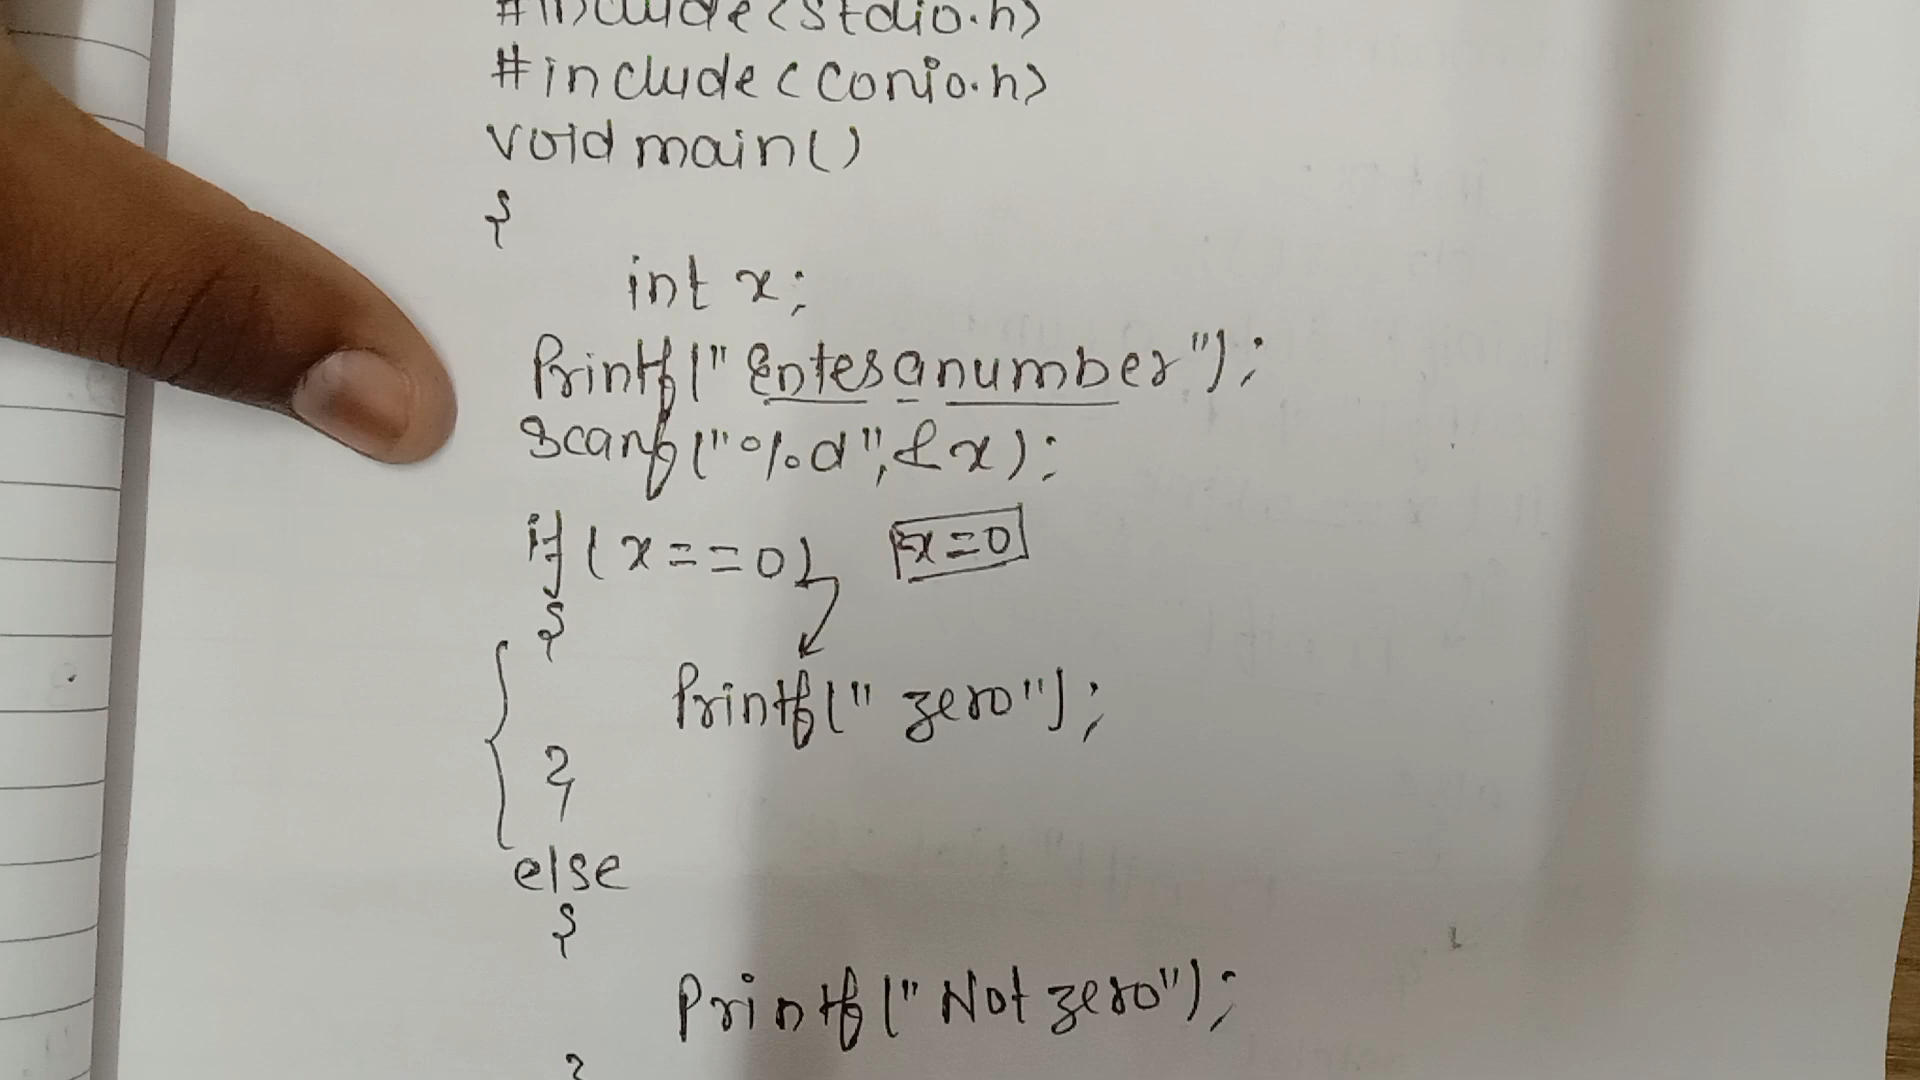 #include<stdio.h>
#include<conio.h>
void main()
{
int x;
Printf("Enter a number");
Scanf("%d",&x);
if(x==0) x=0
{
Printf("zero");
}
else
{
Printf("Not zero");
}